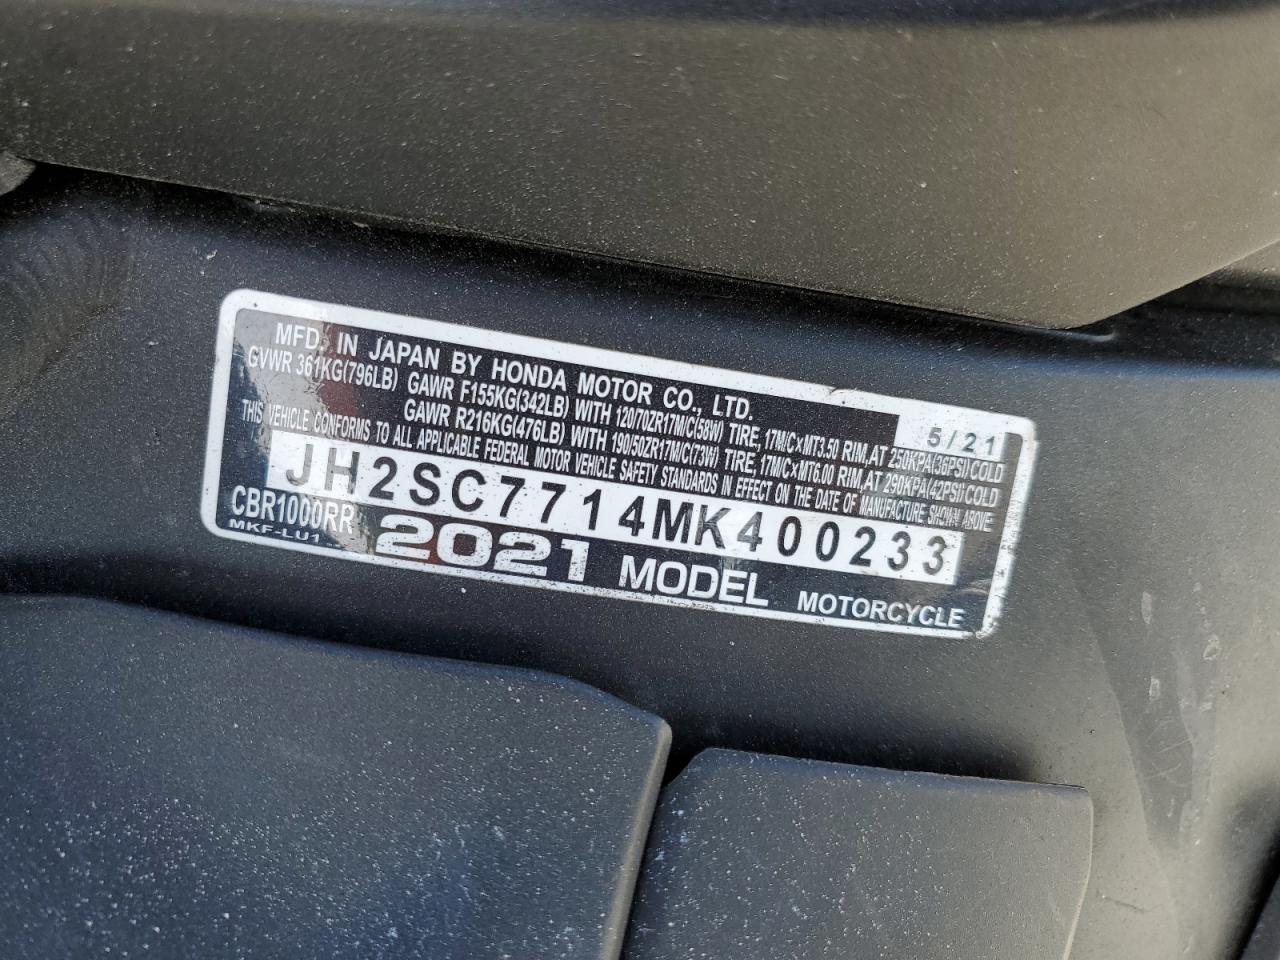 MFD. IN JAPAN BY HONDA MOTOR CO., LTD. 5/21
GVWR 361KG(796LB) GAWR F155KG(342LB) WITH 120/70ZR17M/C(58W) TIRE, 17M/CxMT3.50 RIM, AT 250KPA(36PSI) COLD
GAWR R216KG(476LB) WITH 190/50ZR17M/C(73W) TIRE, 17M/CxMT6.00 RIM, AT 290KPA(42PSI) COLD
THIS VEHICLE CONFORMS TO ALL APPLICABLE FEDERAL MOTOR VEHICLE SAFETY STANDARDS IN EFFECT ON THE DATE OF MANUFACTURE SHOWN ABOVE
JH2SC7714MK400233
CBR1000RR 2021 MODEL MOTORCYCLE
MKF-LU1